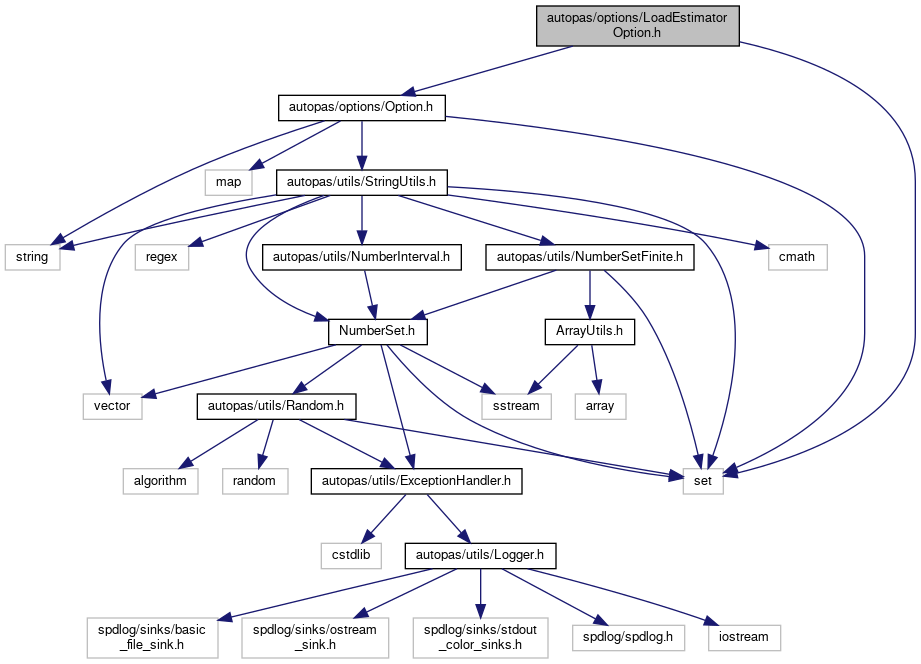 autopas/options/LoadEstimator
Option.h
autopas/options/Option.h
map
autopas/utils/StringUtils.h
string
regex
autopas/utils/NumberInterval.h
autopas/utils/NumberSetFinite.h
cmath
NumberSet.h
ArrayUtils.h
vector
autopas/utils/Random.h
sstream
array
algorithm
random
autopas/utils/ExceptionHandler.h
set
cstdlib
autopas/utils/Logger.h
spdlog/sinks/basic
_file_sink.h
spdlog/sinks/ostream
_sink.h
spdlog/sinks/stdout
_color_sinks.h
spdlog/spdlog.h
iostream